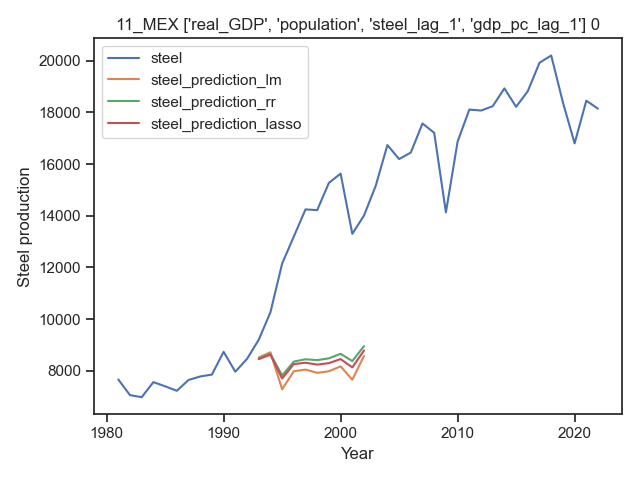 11_MEX ['real_GDP', 'population', 'steel_lag_1', 'gdp_pc_lag_1'] 0
steel
steel_prediction_lm
steel_prediction_rr
steel_prediction_lasso
20000
18000
16000
14000
12000
10000
8000
Steel production
1980
1990
2000
2010
2020
Year